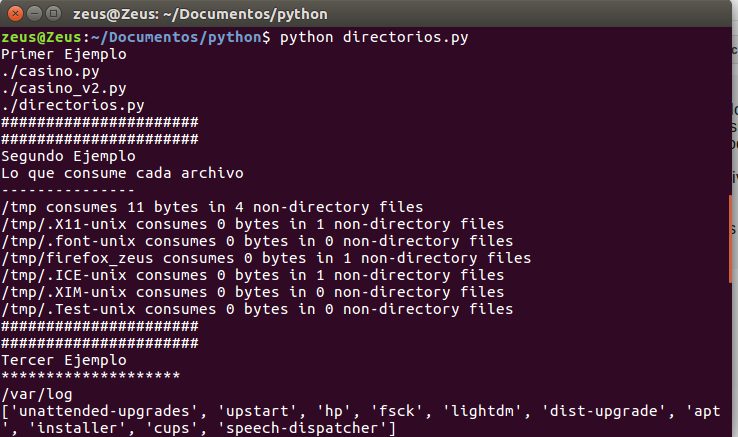 zeus@Zeus: ~/Documentos/python
zeus@Zeus:~/Documentos/python$ python directorios.py
Primer Ejemplo
./casino.py
./casino_v2.py
./directorios.py
######################
######################
Segundo Ejemplo
Lo que consume cada archivo
---------------
/tmp consumes 11 bytes in 4 non-directory files
/tmp/.X11-unix consumes 0 bytes in 1 non-directory files
/tmp/.font-unix consumes 0 bytes in 0 non-directory files
/tmp/firefox_zeus consumes 0 bytes in 1 non-directory files
/tmp/.ICE-unix consumes 0 bytes in 1 non-directory files
/tmp/.XIM-unix consumes 0 bytes in 0 non-directory files
/tmp/.Test-unix consumes 0 bytes in 0 non-directory files
######################
######################
Tercer Ejemplo
********************
/var/log
['unattended-upgrades', 'upstart', 'hp', 'fsck', 'lightdm', 'dist-upgrade', 'apt
', 'installer', 'cups', 'speech-dispatcher']